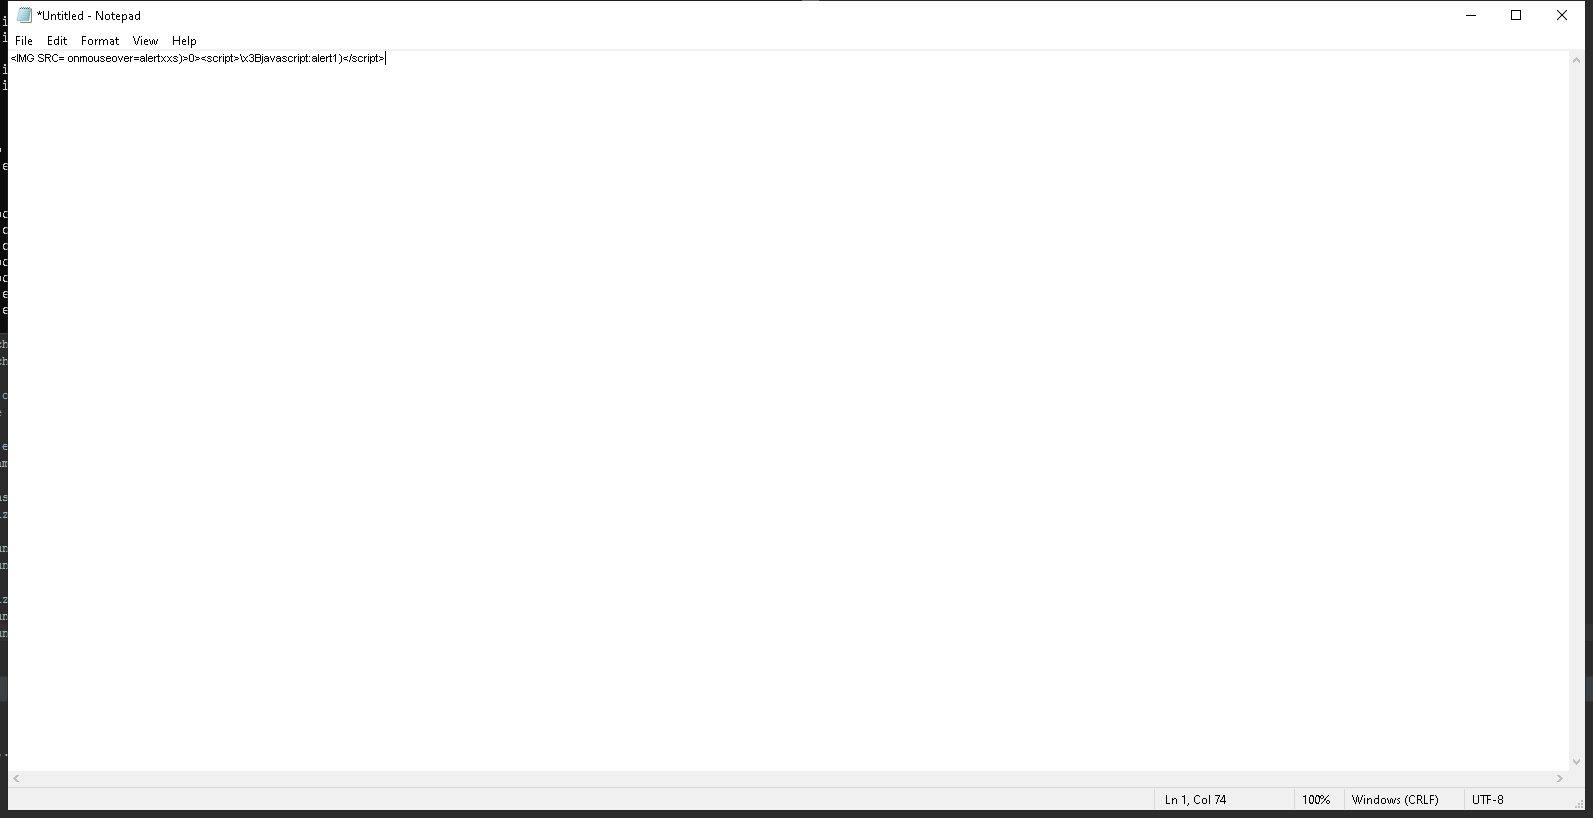 *Untitled - Notepad
File Edit Format View Help
<IMG SRC= onmouseover=alertxxs)>0><script>\x3Bjavascript:alert1)</script>
Ln 1, Col 74 100% Windows (CRLF) UTF-8